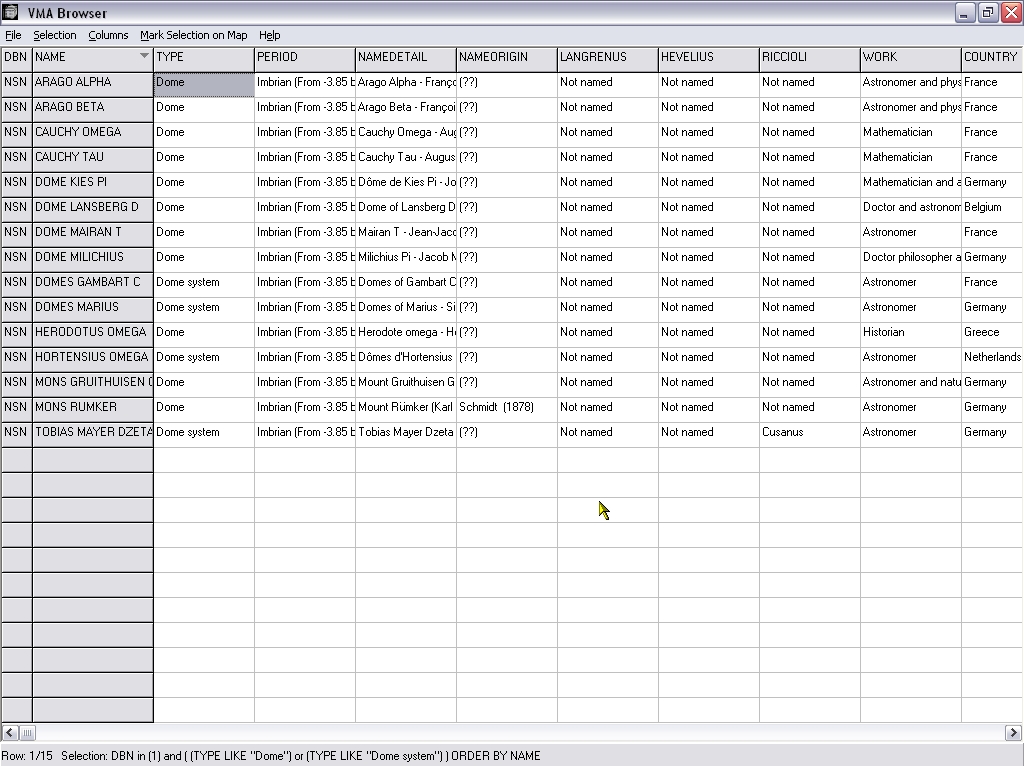 VMA Browser
File Selection Columns Mark Selection on Map Help
DBN NAME TYPE PERIOD NAMEDETAIL NAMEORIGIN LANGRENUS HEVELIUS RICCIOLI WORK COUNTRY
NSN ARAGO ALPHA Dome Imbrian (From -3.85 b Arago Alpha - Franço (??) Not named Not named Not named Astronomer and phys France
NSN ARAGO BETA Dome Imbrian (From -3.85 b Arago Beta - Françoi (??) Not named Not named Not named Astronomer and phys France
NSN CAUCHY OMEGA Dome Imbrian (From -3.85 b Cauchy Omega - Aug (??) Not named Not named Not named Mathematician France
NSN CAUCHY TAU Dome Imbrian (From -3.85 b Cauchy Tau - Augus (??) Not named Not named Not named Mathematician France
NSN DOME KIES PI Dome Imbrian (From -3.85 b Dôme de Kies Pi - Jo (??) Not named Not named Not named Mathematician and a Germany
NSN DOME LANSBERG D Dome Imbrian (From -3.85 b Dome of Lansberg D (??) Not named Not named Not named Doctor and astronom Belgium
NSN DOME MAIRAN T Dome Imbrian (From -3.85 b Mairan T - Jean-Jacq (??) Not named Not named Not named Astronomer France
NSN DOME MILICHIUS Dome Imbrian (From -3.85 b Milichius Pi - Jacob M (??) Not named Not named Not named Doctor philosopher a Germany
NSN DOMES GAMBART C Dome system Imbrian (From -3.85 b Domes of Gambart C (??) Not named Not named Not named Astronomer France
NSN DOMES MARIUS Dome system Imbrian (From -3.85 b Domes of Marius - Si (??) Not named Not named Not named Astronomer Germany
NSN HERODOTUS OMEGA Dome Imbrian (From -3.85 b Herodote omega - He (??) Not named Not named Not named Historian Greece
NSN HORTENSIUS OMEGA Dome system Imbrian (From -3.85 b Dômes d'Hortensius (??) Not named Not named Not named Astronomer Netherlands
NSN MONS GRUITHUISEN G Dome Imbrian (From -3.85 b Mount Gruithuisen G (??) Not named Not named Not named Astronomer and natu Germany
NSN MONS RUMKER Dome Imbrian (From -3.85 b Mount Rümker (Karl Schmidt (1878) Not named Not named Not named Astronomer Germany
NSN TOBIAS MAYER DZETA Dome system Imbrian (From -3.85 b Tobias Mayer Dzeta (??) Not named Not named Cusanus Astronomer Germany
Row: 1/15 Selection: DBN in (1) and ( (TYPE LIKE "Dome") or (TYPE LIKE "Dome system") ) ORDER BY NAME